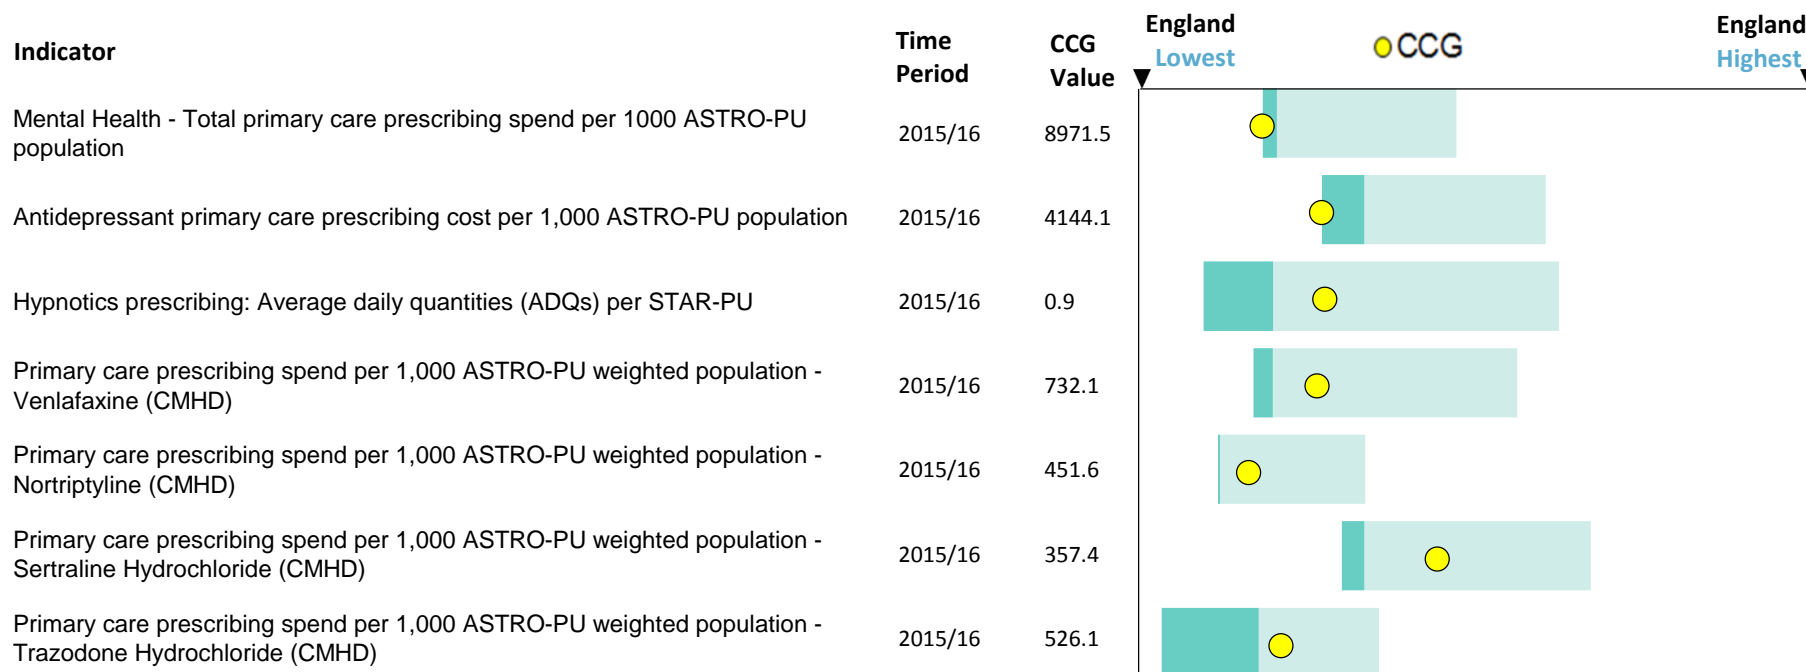 Indicator
Time
Period
CCG
Value
England
Lowest
CCG
England
Highest
Mental Health - Total primary care prescribing spend per 1000 ASTRO-PU
population
2015/16
8971.5
Antidepressant primary care prescribing cost per 1,000 ASTRO-PU population
2015/16
4144.1
Hypnotics prescribing: Average daily quantities (ADQs) per STAR-PU
2015/16
0.9
Primary care prescribing spend per 1,000 ASTRO-PU weighted population -
Venlafaxine (CMHD)
2015/16
732.1
Primary care prescribing spend per 1,000 ASTRO-PU weighted population -
Nortriptyline (CMHD)
2015/16
451.6
Primary care prescribing spend per 1,000 ASTRO-PU weighted population -
Sertraline Hydrochloride (CMHD)
2015/16
357.4
Primary care prescribing spend per 1,000 ASTRO-PU weighted population -
Trazodone Hydrochloride (CMHD)
2015/16
526.1